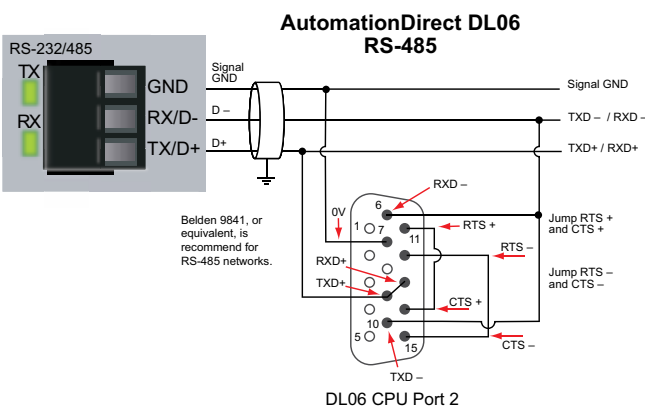 AutomationDirect DL06
RS-485
RS-232/485
TX
RX
GND
RX/D-
TX/D+
Signal
GND
D –
D+
Signal GND
TXD – / RXD –
TXD+ / RXD+
Belden 9841, or
equivalent, is
recommend for
RS-485 networks.
RXD –
6
0V
1
7
11
RTS +
RTS –
Jump RTS +
and CTS +
RXD+
TXD+
Jump RTS –
and CTS –
CTS +
10
5
15
CTS –
TXD –
DL06 CPU Port 2